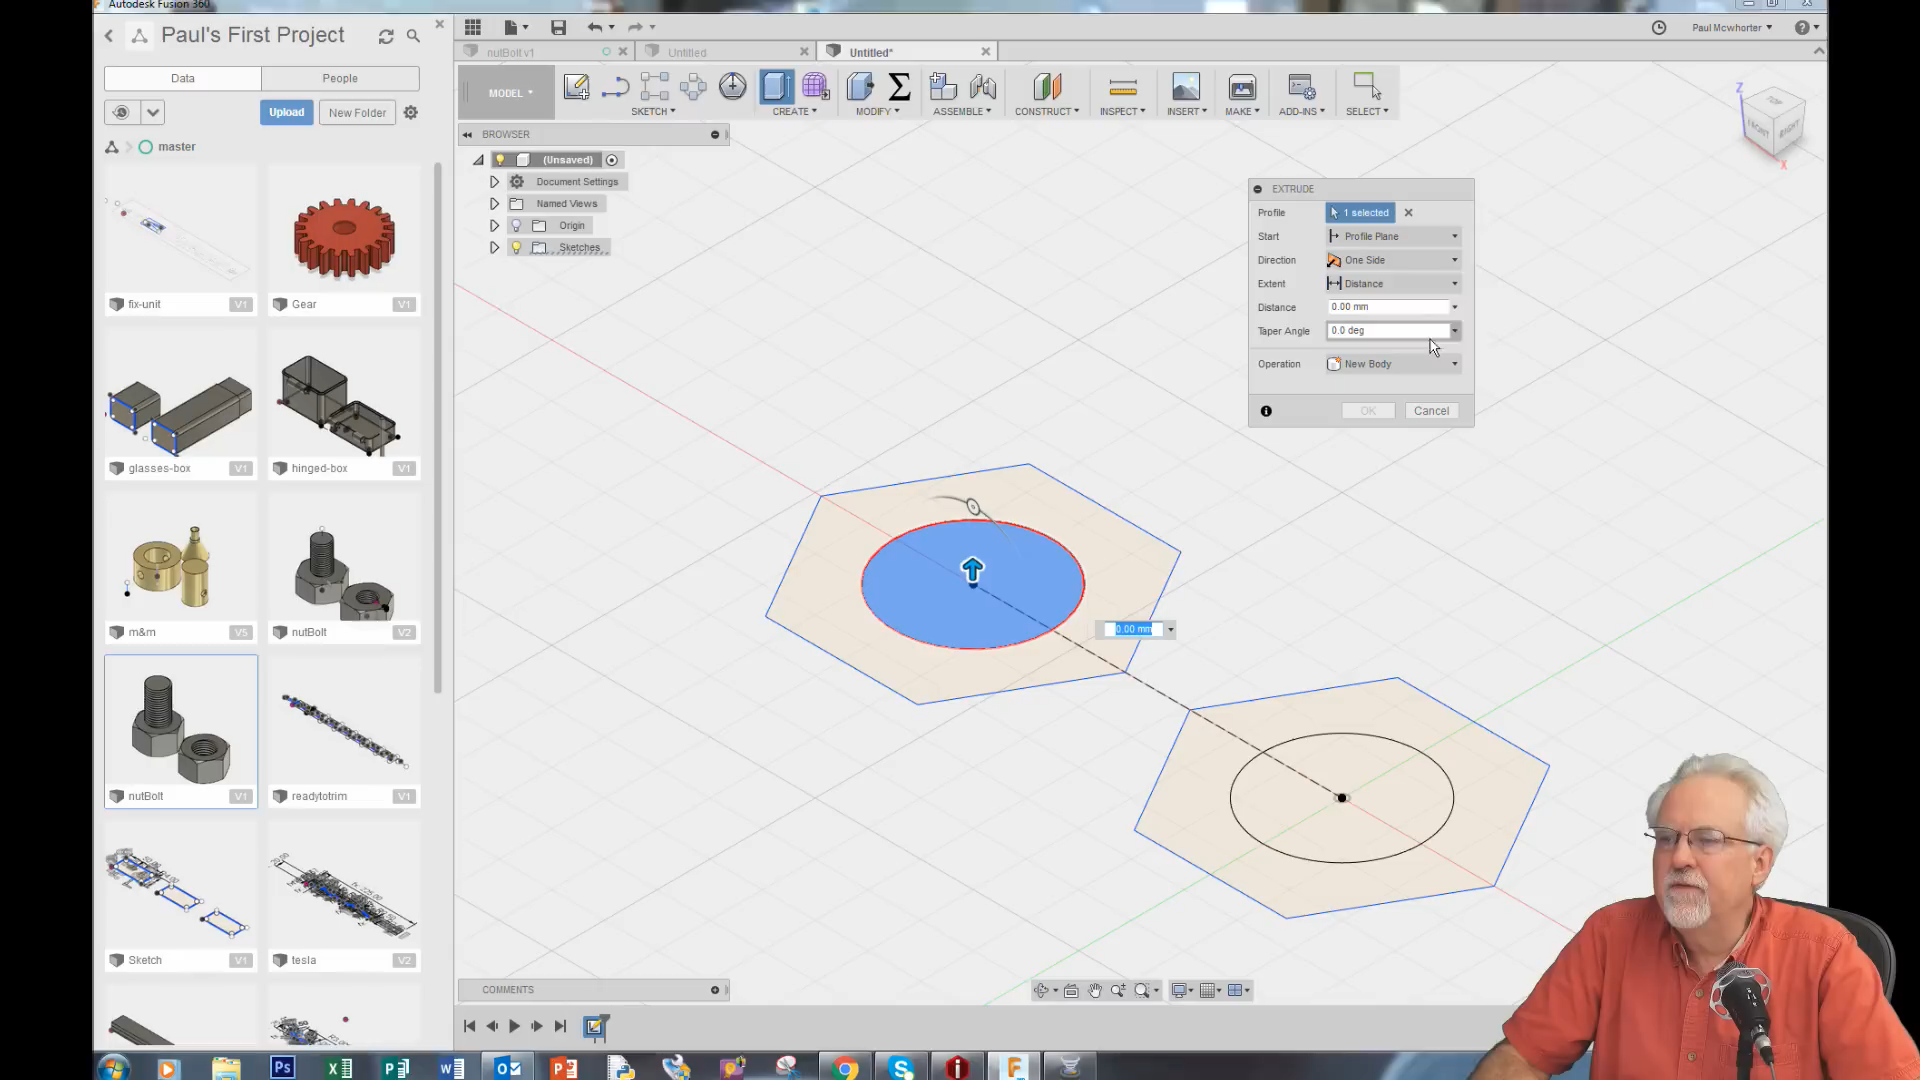 Autodesk Fusion 360
Paul's First Project
Data
People
Upload
New Folder
master
fix-unit
V1
Gear
V1
glasses-box
V1
hinged-box
V1
m&m
V5
nutBolt
V2
nutBolt
V1
readytotrim
V1
Sketch
V1
tesla
V2
nutBolt v1
Untitled
Untitled*
Paul Mcwhorter
MODEL
SKETCH
CREATE
MODIFY
ASSEMBLE
CONSTRUCT
INSPECT
INSERT
MAKE
ADD-INS
SELECT
BROWSER
(Unsaved)
Document Settings
Named Views
Origin
Sketches
Z
FRONT
RIGHT
X
EXTRUDE
Profile
1 selected
Start
Profile Plane
Direction
One Side
Extent
Distance
Distance
0.00 mm
Taper Angle
0.0 deg
Operation
New Body
OK
Cancel
0.00 mm
COMMENTS